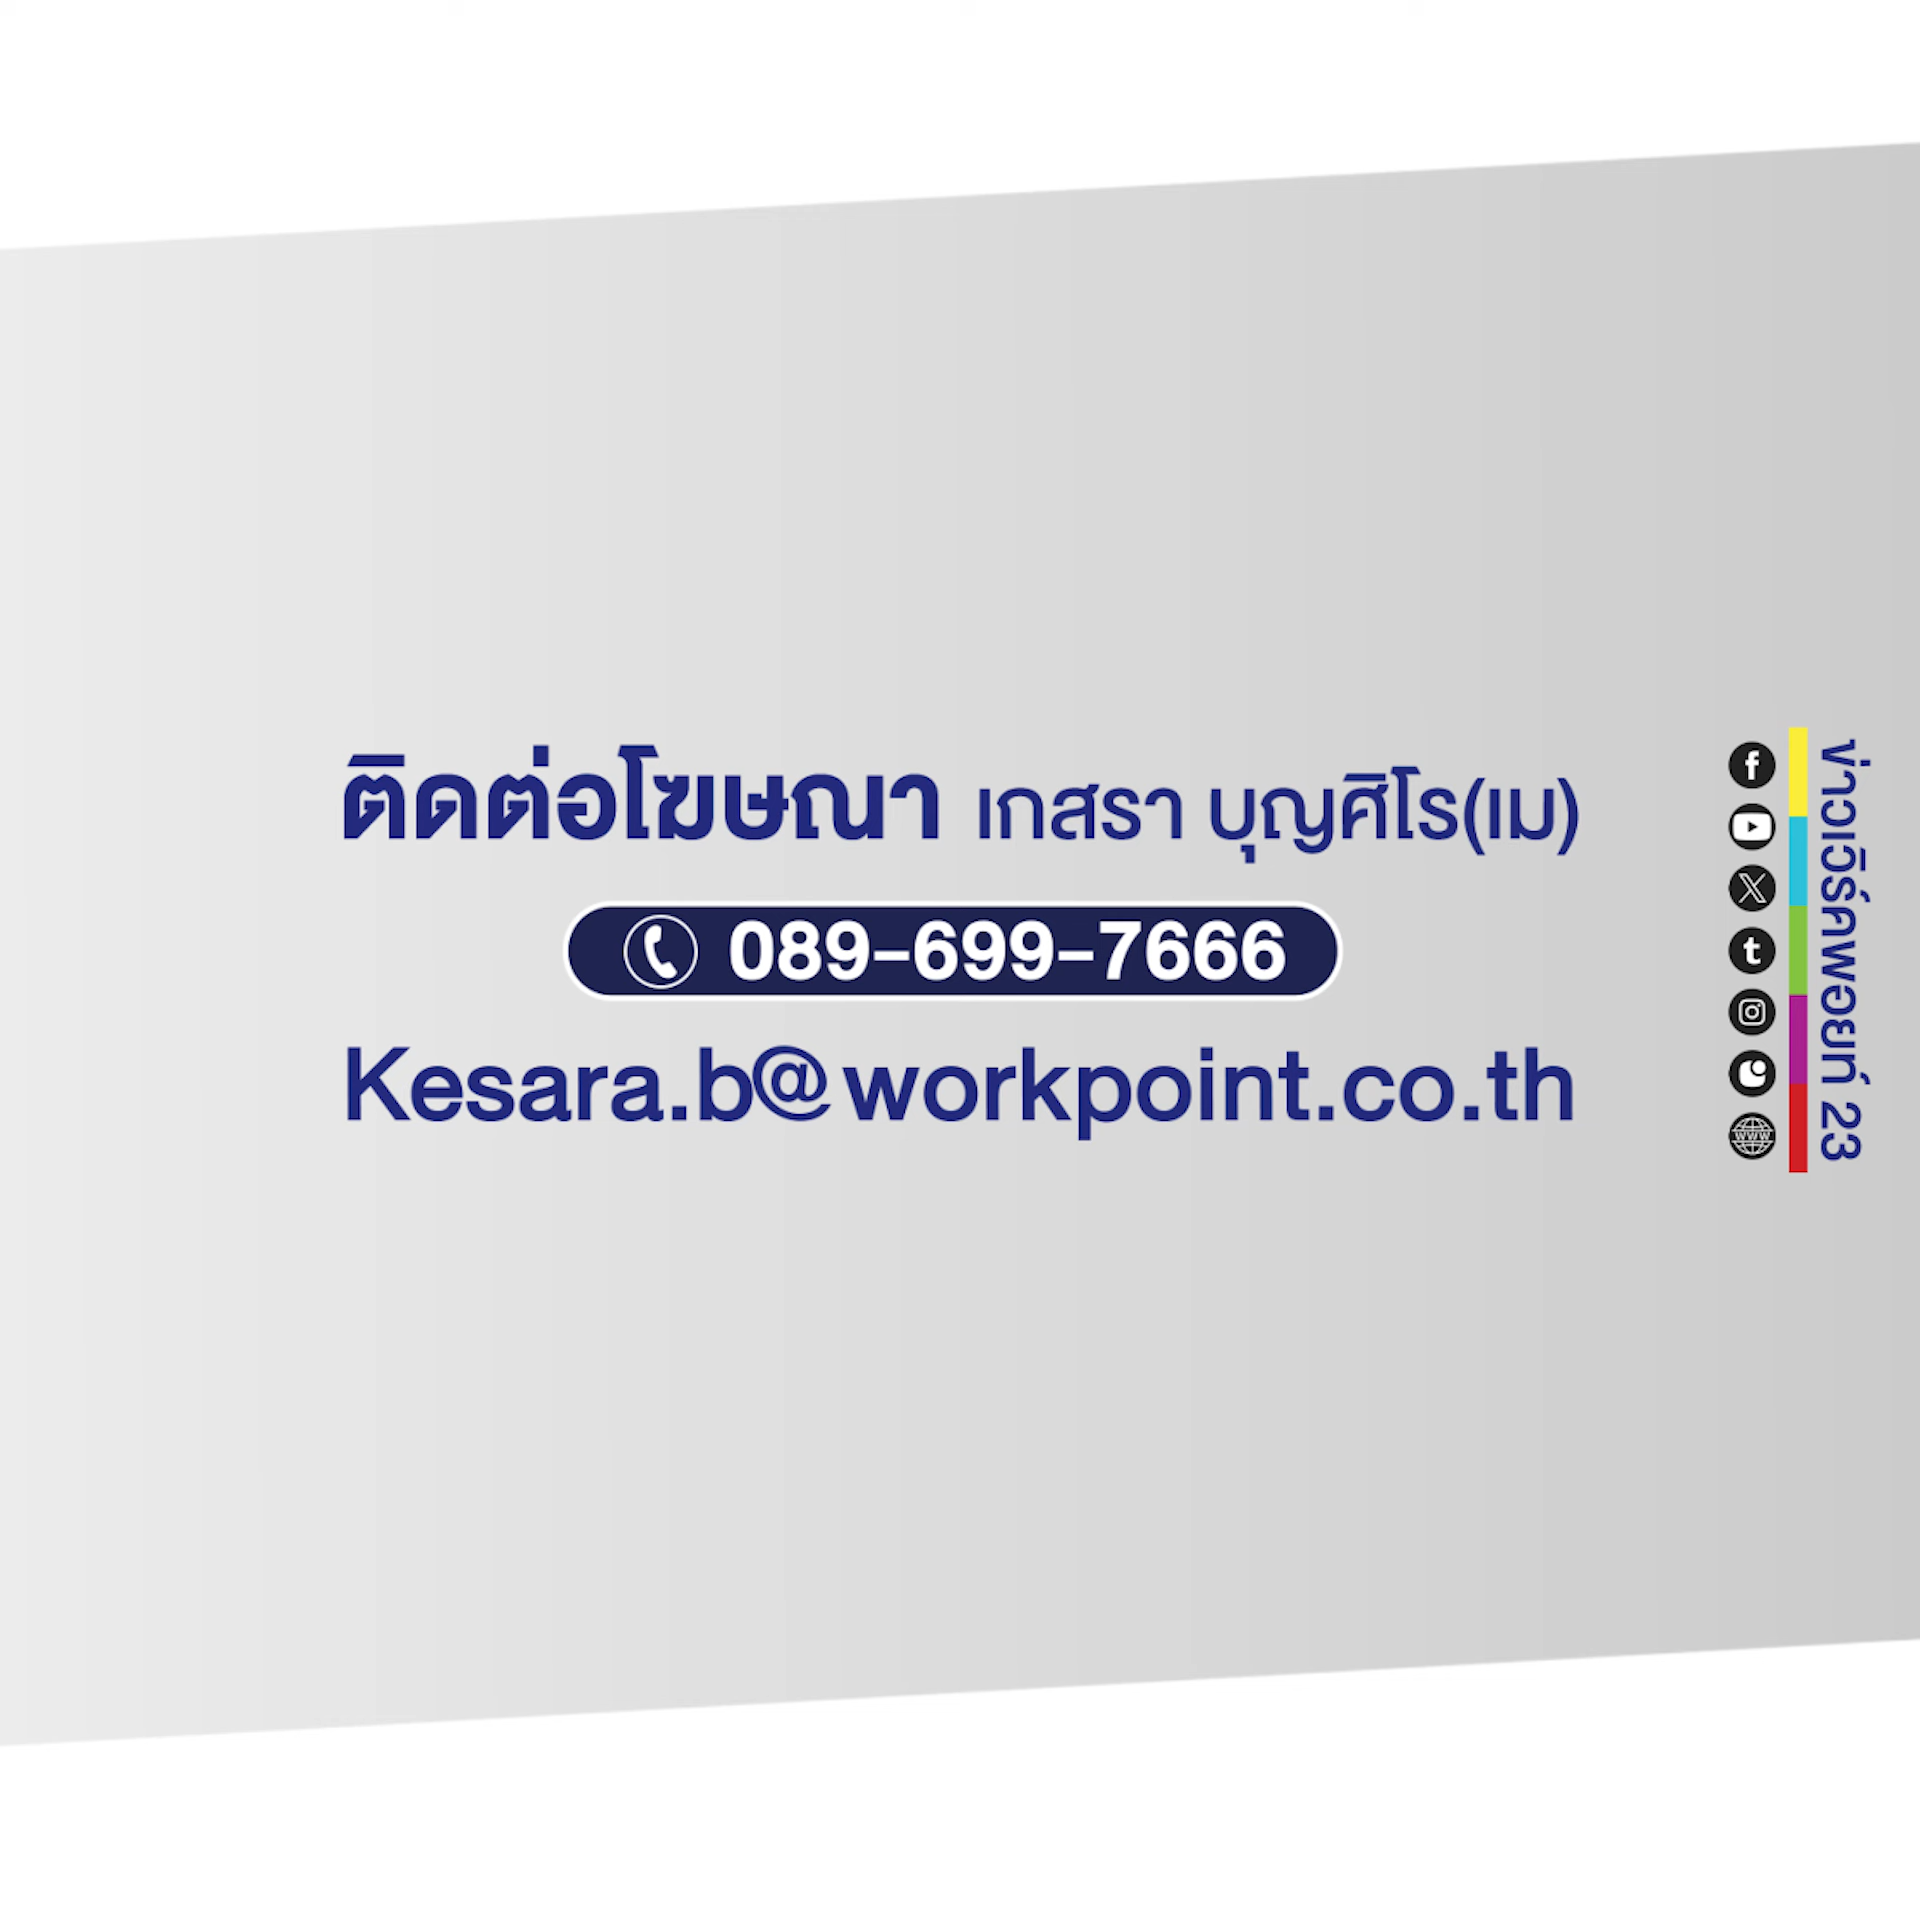 ติดต่อโฆษณา เกสรา บุญศิโร(เม)
089-699-7666
Kesara.b@workpoint.co.th
ข่าวเวิร์คพอยท์ 23
www